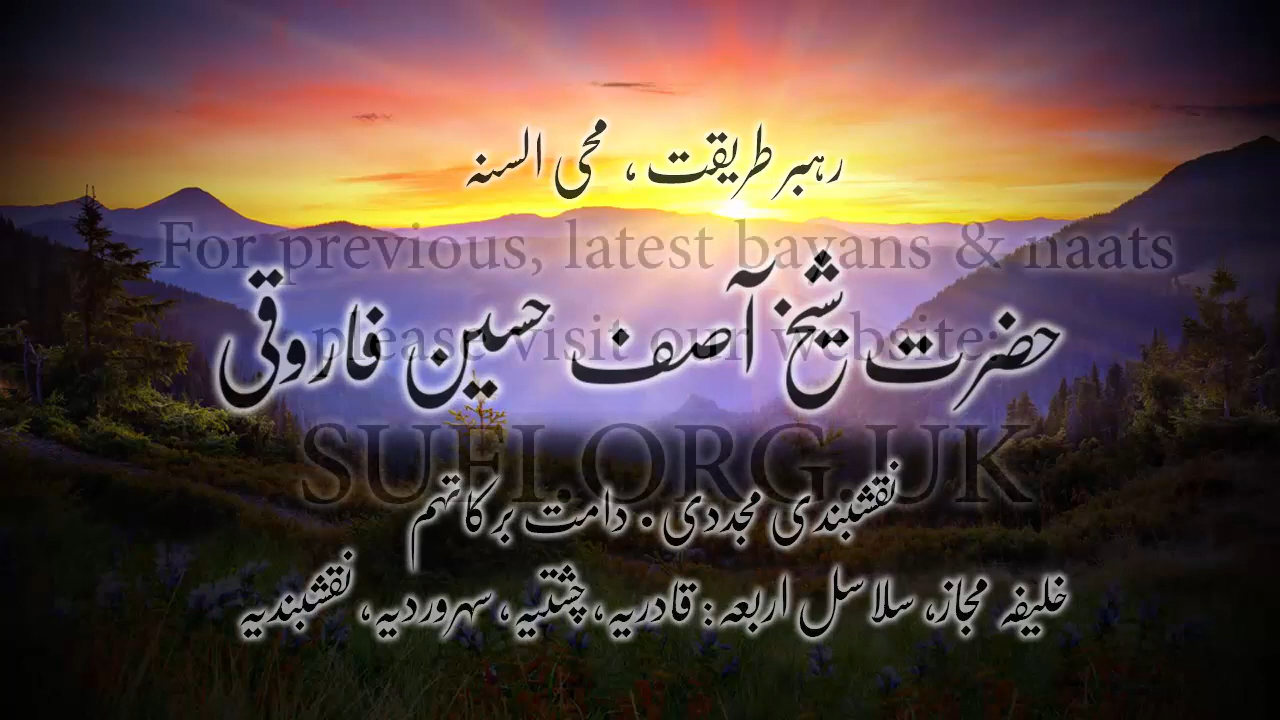 رہبر طریقت ، محی السنہ
For previous, latest bayans & naats
حضرت شیخ آصف حسین فاروقی
please visit our website:
SUFI.ORG.UK
نقشبندی مجددی . دامت برکاتہم
خلیفہ مجاز، سلاسل اربعہ: قادریہ، چشتیہ، سہروردیہ، نقشبندیہ